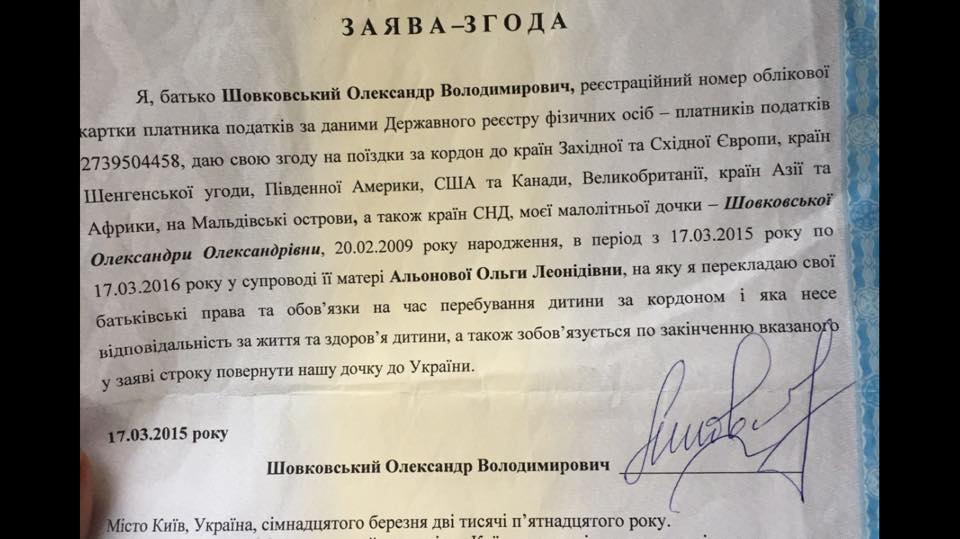 ЗАЯВА–ЗГОДА
Я, батько Шовковський Олександр Володимирович, реєстраційний номер облікової
картки платника податків за даними Державного реєстру фізичних осіб – платників податків
2739504458, даю свою згоду на поїздки за кордон до країн Західної та Східної Європи, країн
Шенгенської угоди, Південної Америки, США та Канади, Великобританії, країн Азії та
Африки, на Мальдівські острови, а також країн СНД, моєї малолітньої дочки – Шовковської
Олександри Олександрівни, 20.02.2009 року народження, в період з 17.03.2015 року по
17.03.2016 року у супроводі її матері Альонової Ольги Леонідівни, на яку я перекладаю свої
батьківські права та обов’язки на час перебування дитини за кордоном і яка несе
відповідальність за життя та здоров’я дитини, а також зобов’язується по закінченню вказаного
у заяві строку повернути нашу дочку до України.
17.03.2015 року
Шовковський Олександр Володимирович
Місто Київ, Україна, сімнадцятого березня дві тисячі п’ятнадцятого року.